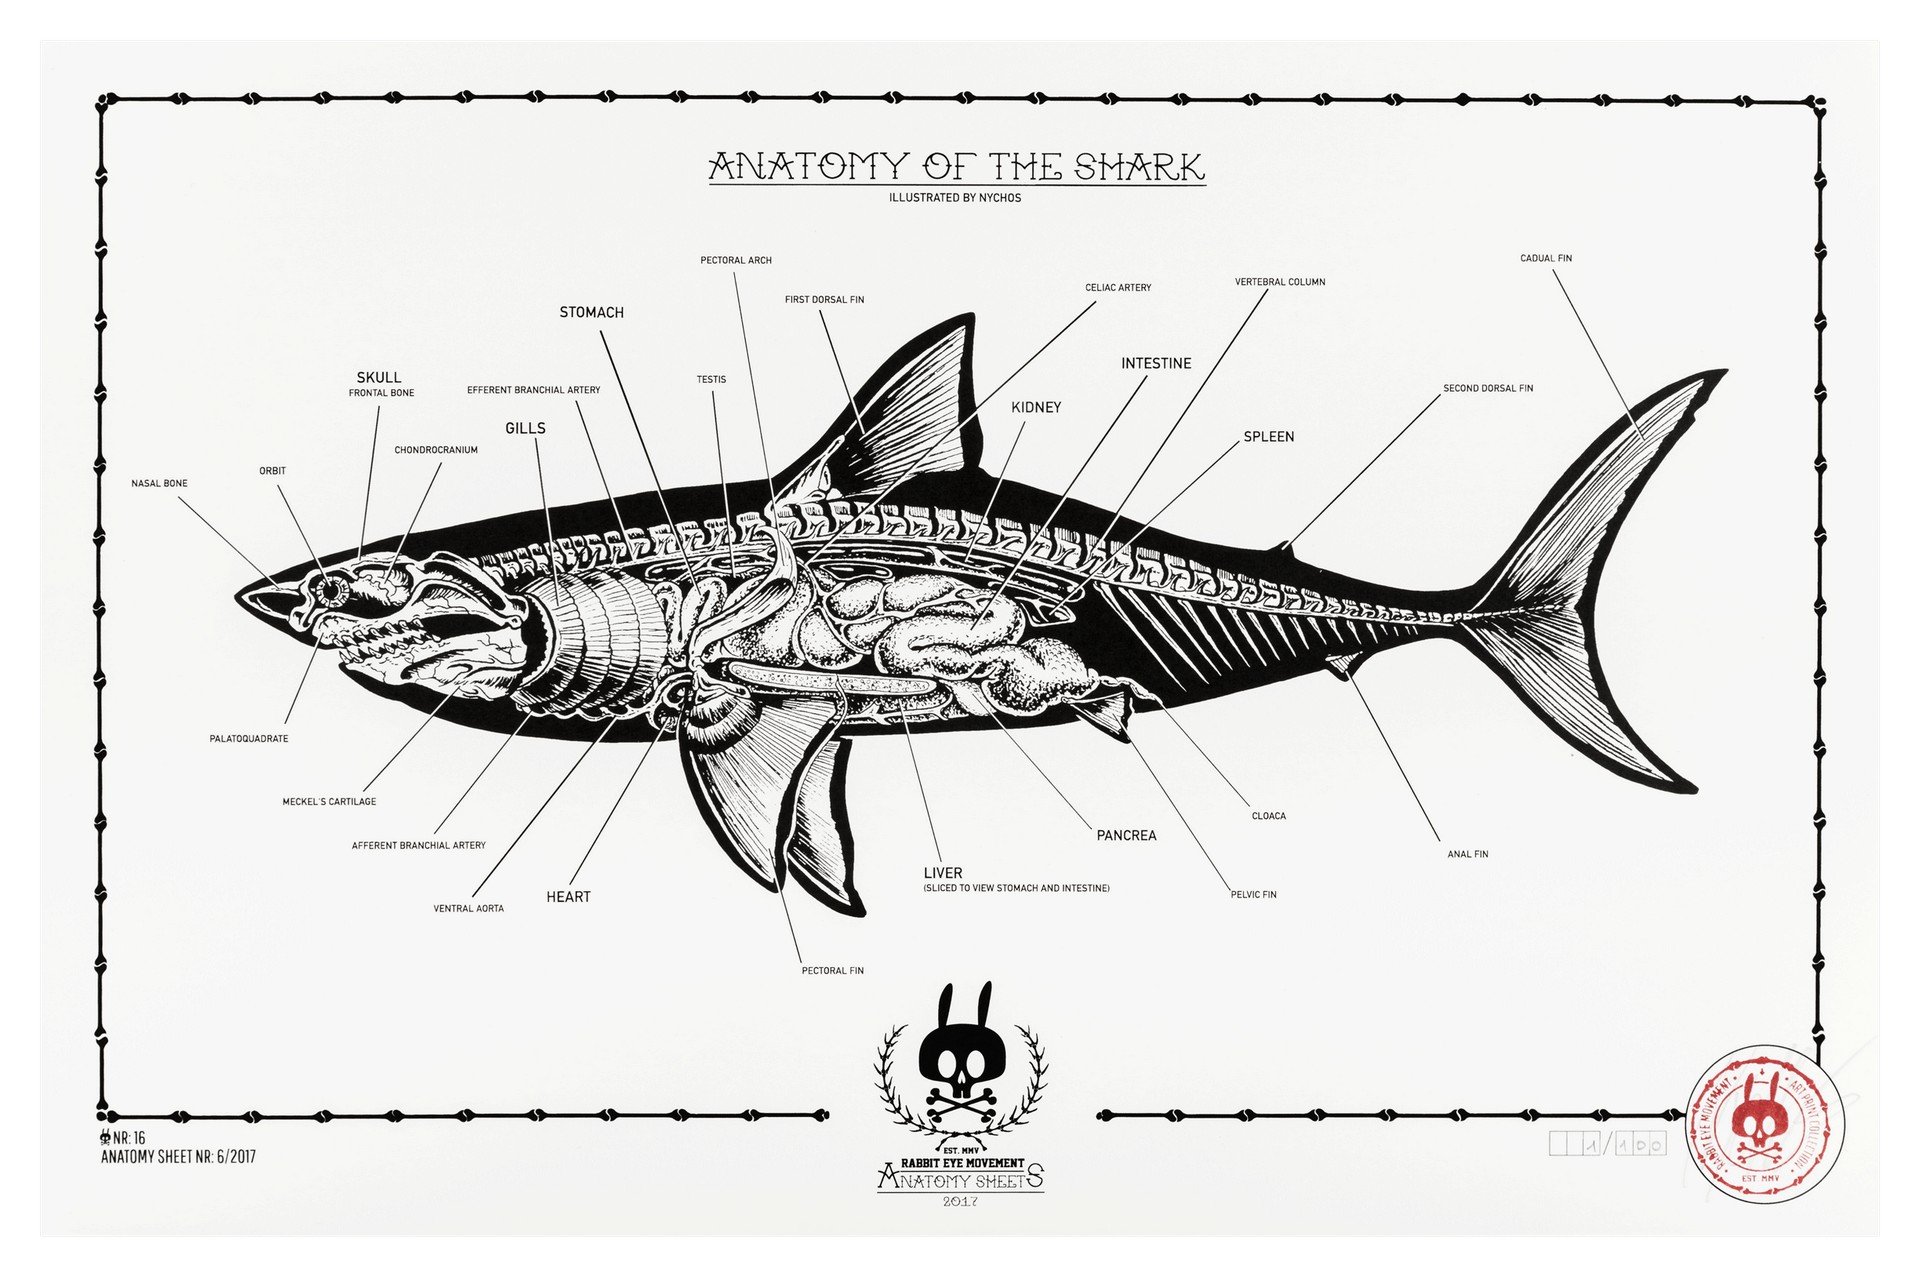 ANATOMY OF THE SHARK
ILLUSTRATED BY NYCHOS
PECTORAL ARCH
CADUAL FIN
VERTEBRAL COLUMN
CELIAC ARTERY
FIRST DORSAL FIN
STOMACH
INTESTINE
SKULL
FRONTAL BONE
TESTIS
EFFERENT BRANCHIAL ARTERY
SECOND DORSAL FIN
KIDNEY
GILLS
SPLEEN
CHONDROCRANIUM
ORBIT
NASAL BONE
PALATOQUADRATE
MECKEL'S CARTILAGE
CLOACA
PANCREA
AFFERENT BRANCHIAL ARTERY
ANAL FIN
LIVER
(SLICED TO VIEW STOMACH AND INTESTINE)
PELVIC FIN
HEART
VENTRAL AORTA
PECTORAL FIN
NR: 16
ANATOMY SHEET NR: 6/2017
EST. MMV
RABBIT EYE MOVEMENT
ANATOMY SHEETS
2017
1/100
RABBIT EYE MOVEMENT
ART PRINT COLLECTION
EST MMV